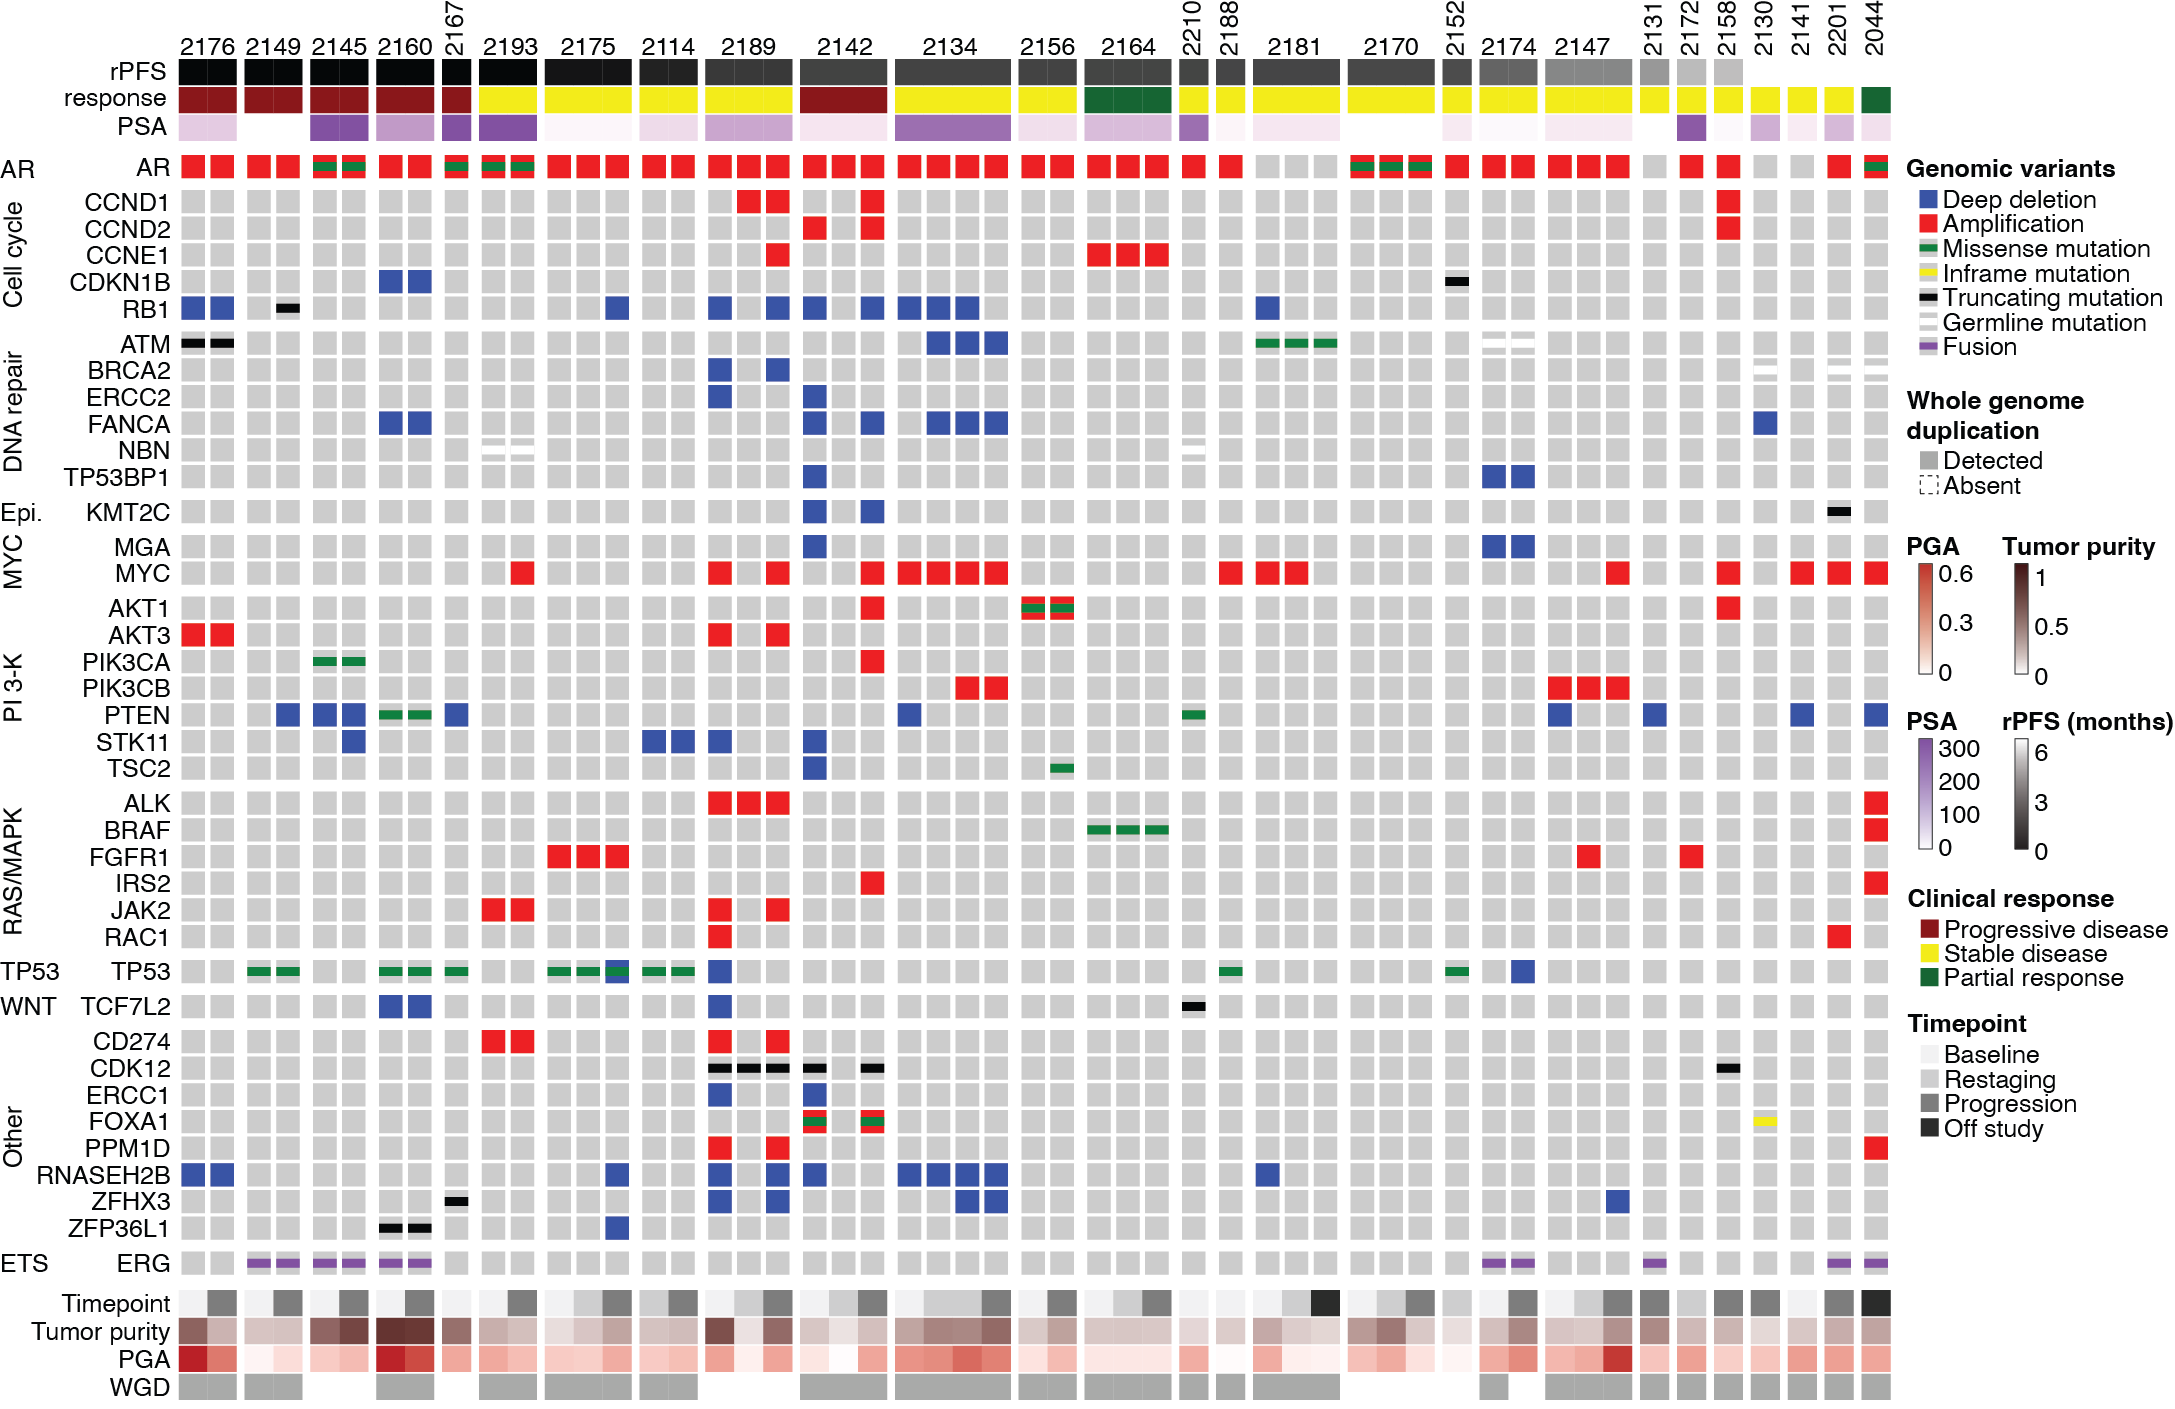 2176 2149 2145 2160 2167 2193 2175 2114 2189 2142 2134 2156 2164 2210 2188 2181 2170 2152 2174 2147 2131 2172 2158 2130 2141 2201 2044
rPFS
response
PSA
AR AR
Cell cycle
CCND1
CCND2
CCNE1
CDKN1B
RB1
DNA repair
ATM
BRCA2
ERCC2
FANCA
NBN
TP53BP1
Epi. KMT2C
MYC
MGA
MYC
PI 3-K
AKT1
AKT3
PIK3CA
PIK3CB
PTEN
STK11
TSC2
RAS/MAPK
ALK
BRAF
FGFR1
IRS2
JAK2
RAC1
TP53 TP53
WNT TCF7L2
Other
CD274
CDK12
ERCC1
FOXA1
PPM1D
RNASEH2B
ZFHX3
ZFP36L1
ETS ERG
Timepoint
Tumor purity
PGA
WGD
Genomic variants
Deep deletion
Amplification
Missense mutation
Inframe mutation
Truncating mutation
Germline mutation
Fusion
Whole genome
duplication
Detected
Absent
PGA
0.6
0.3
0
Tumor purity
1
0.5
0
PSA
300
200
100
0
rPFS (months)
6
3
0
Clinical response
Progressive disease
Stable disease
Partial response
Timepoint
Baseline
Restaging
Progression
Off study